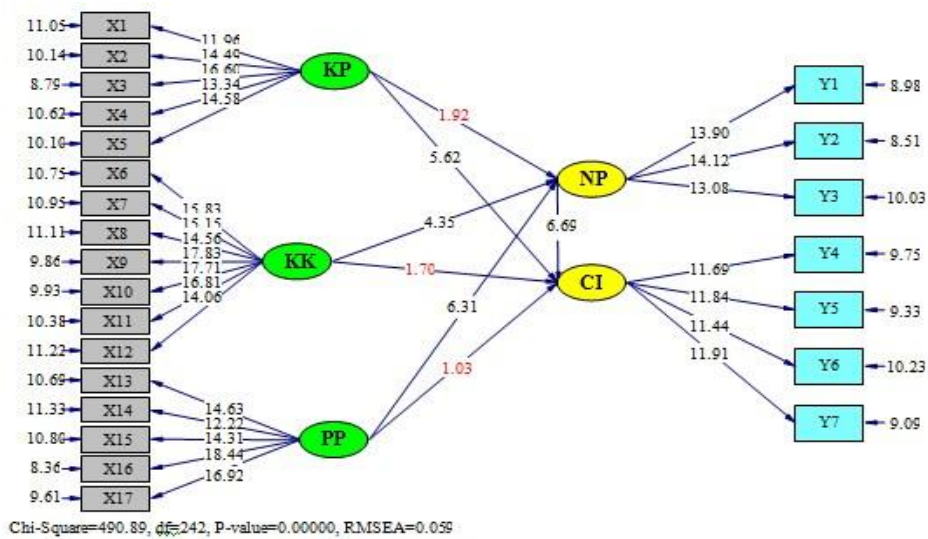 11.05 X1
10.14 X2
8.79 X3
10.62 X4
10.10 X5
10.75 X6
10.95 X7
11.11 X8
9.86 X9
9.93 X10
10.38 X11
11.22 X12
10.69 X13
11.33 X14
10.80 X15
8.36 X16
9.61 X17
11.96
14.49
16.60
13.34
14.58
KP
15.83
15.15
14.56
17.83
17.71
16.81
14.06
KK
14.63
12.22
14.31
18.44
16.92
PP
1.92
5.62
4.35
1.70
6.31
1.03
NP
6.69
CI
13.90
14.12
13.08
11.69
11.84
11.44
11.91
Y1 8.98
Y2 8.51
Y3 10.03
Y4 9.75
Y5 9.33
Y6 10.23
Y7 9.09
Chi-Square=490.89, df=242, P-value=0.00000, RMSEA=0.059